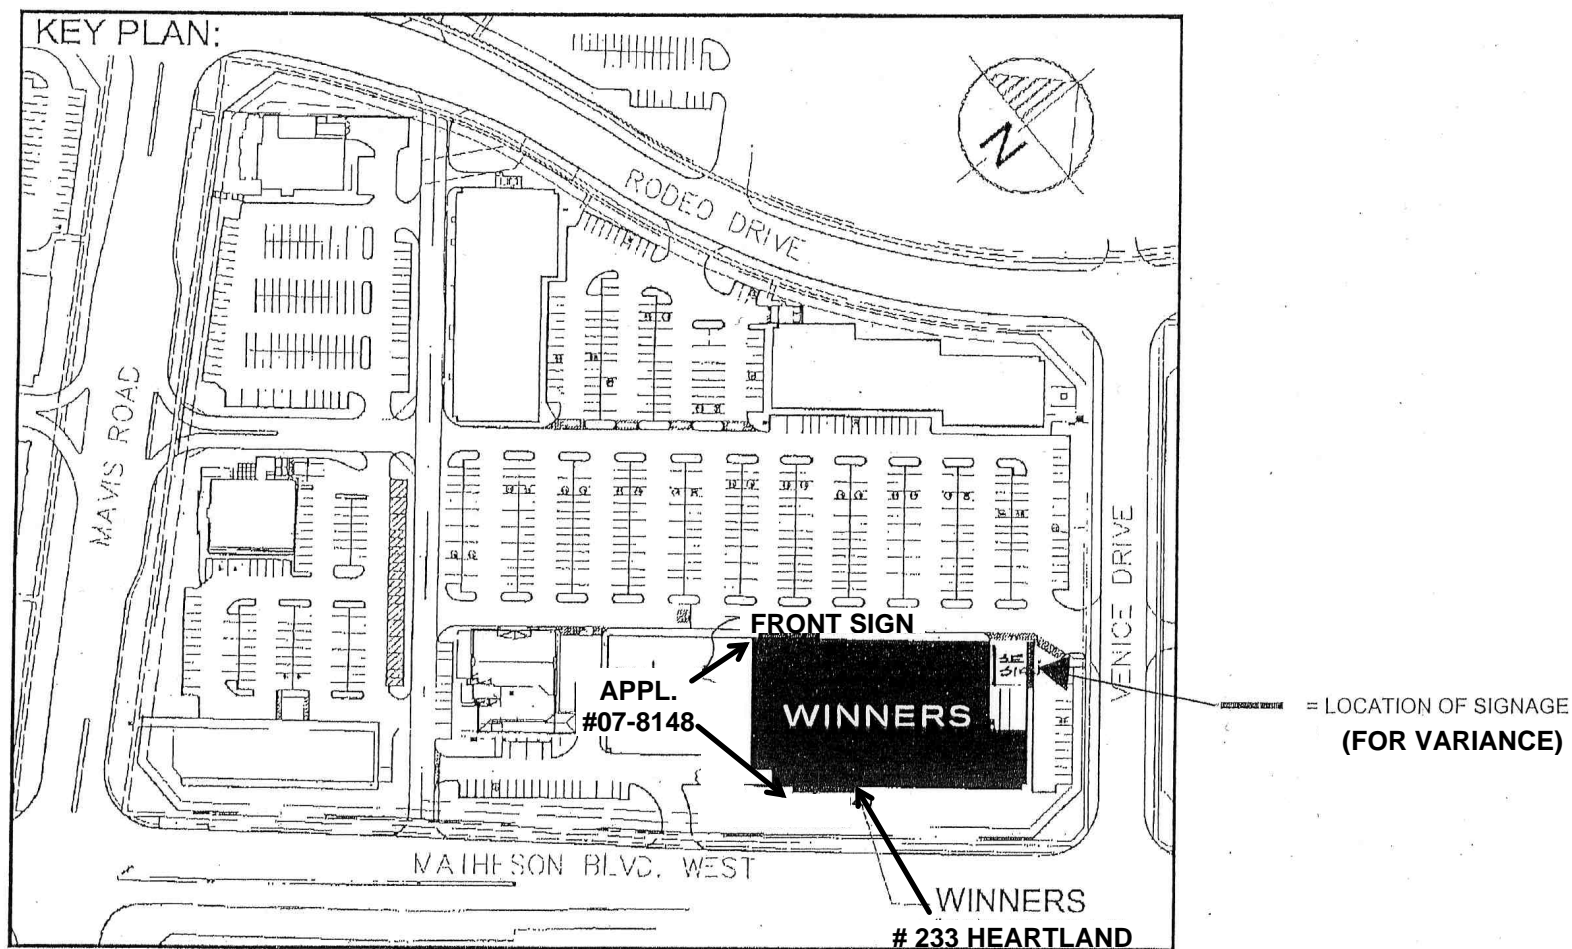 KEY PLAN:
N
RODEO DRIVE
MAVIS ROAD
VENICE DRIVE
FRONT SIGN
APPL.
#07-8148
WINNERS
= LOCATION OF SIGNAGE
(FOR VARIANCE)
MATHESON BLVD. WEST
WINNERS
# 233 HEARTLAND